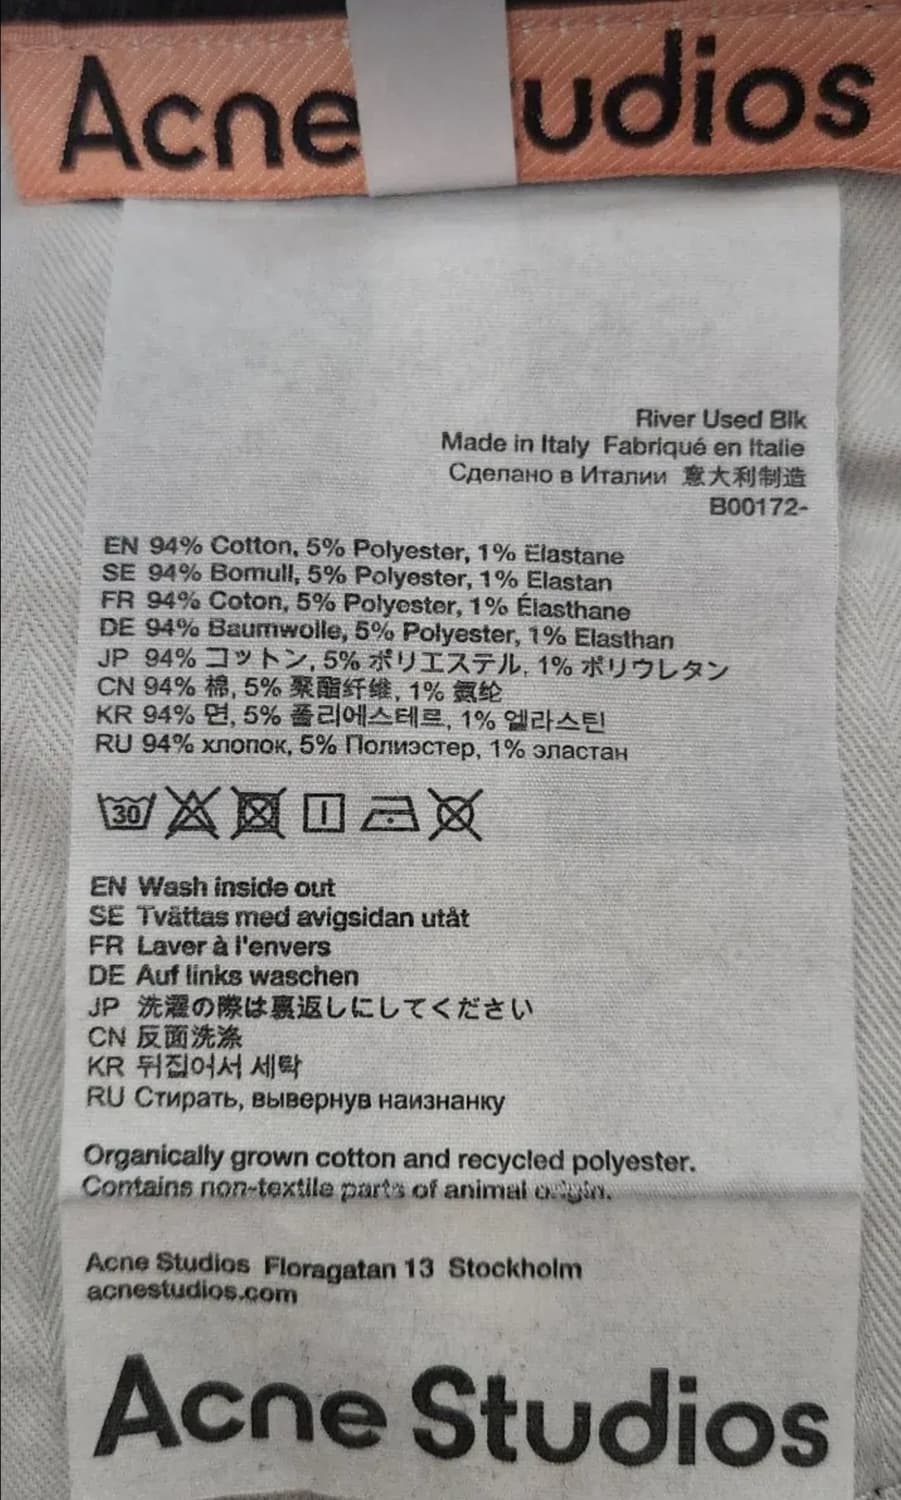 Acne Studios
River Used Blk
Made in Italy Fabriqué en Italie
Сделано в Италии 意大利制造
B00172-
EN 94% Cotton, 5% Polyester, 1% Elastane
SE 94% Bomull, 5% Polyester, 1% Elastan
FR 94% Coton, 5% Polyester, 1% Élasthane
DE 94% Baumwolle, 5% Polyester, 1% Elasthan
JP 94% コットン, 5% ポリエステル, 1% ポリウレタン
CN 94% 棉, 5% 聚酯纤维, 1% 氨纶
KR 94% 면, 5% 폴리에스테르, 1% 엘라스틴
RU 94% хлопок, 5% Полиэстер, 1% эластан
30
EN Wash inside out
SE Tvättas med avigsidan utåt
FR Laver à l'envers
DE Auf links waschen
JP 洗濯の際は裏返しにしてください
CN 反面洗涤
KR 뒤집어서 세탁
RU Стирать, вывернув наизнанку
Organically grown cotton and recycled polyester.
Contains non-textile parts of animal origin.
Acne Studios Floragatan 13 Stockholm
acnestudios.com
Acne Studios